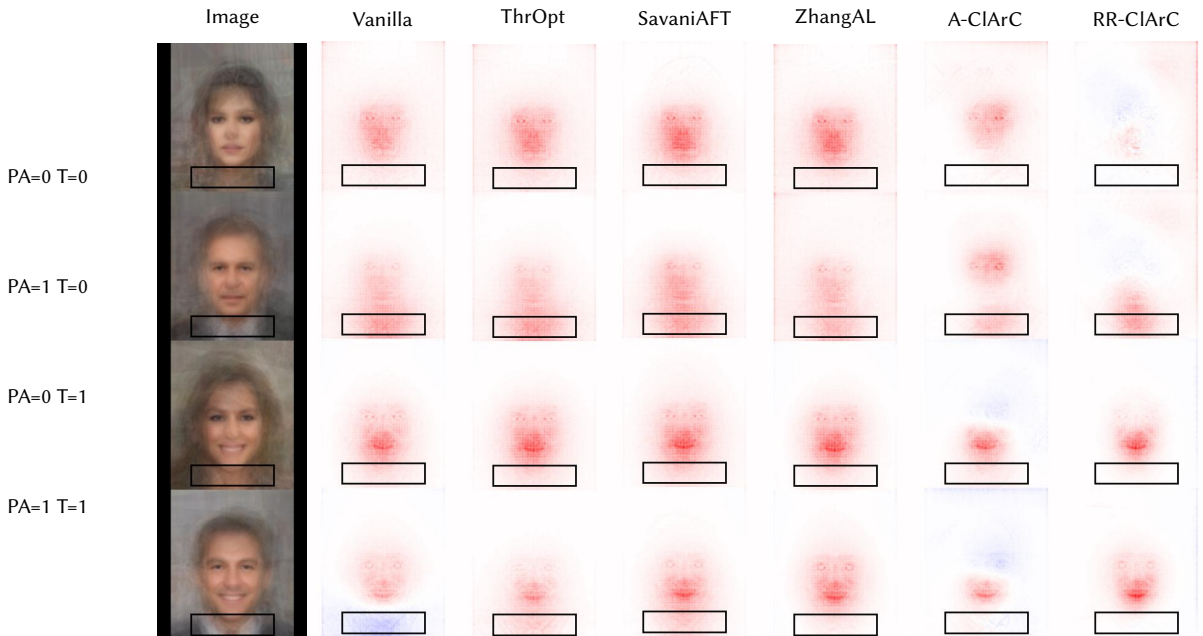 Image Vanilla ThrOpt SavaniAFT ZhangAL A-ClArC RR-ClArC
PA=0 T=0
PA=1 T=0
PA=0 T=1
PA=1 T=1